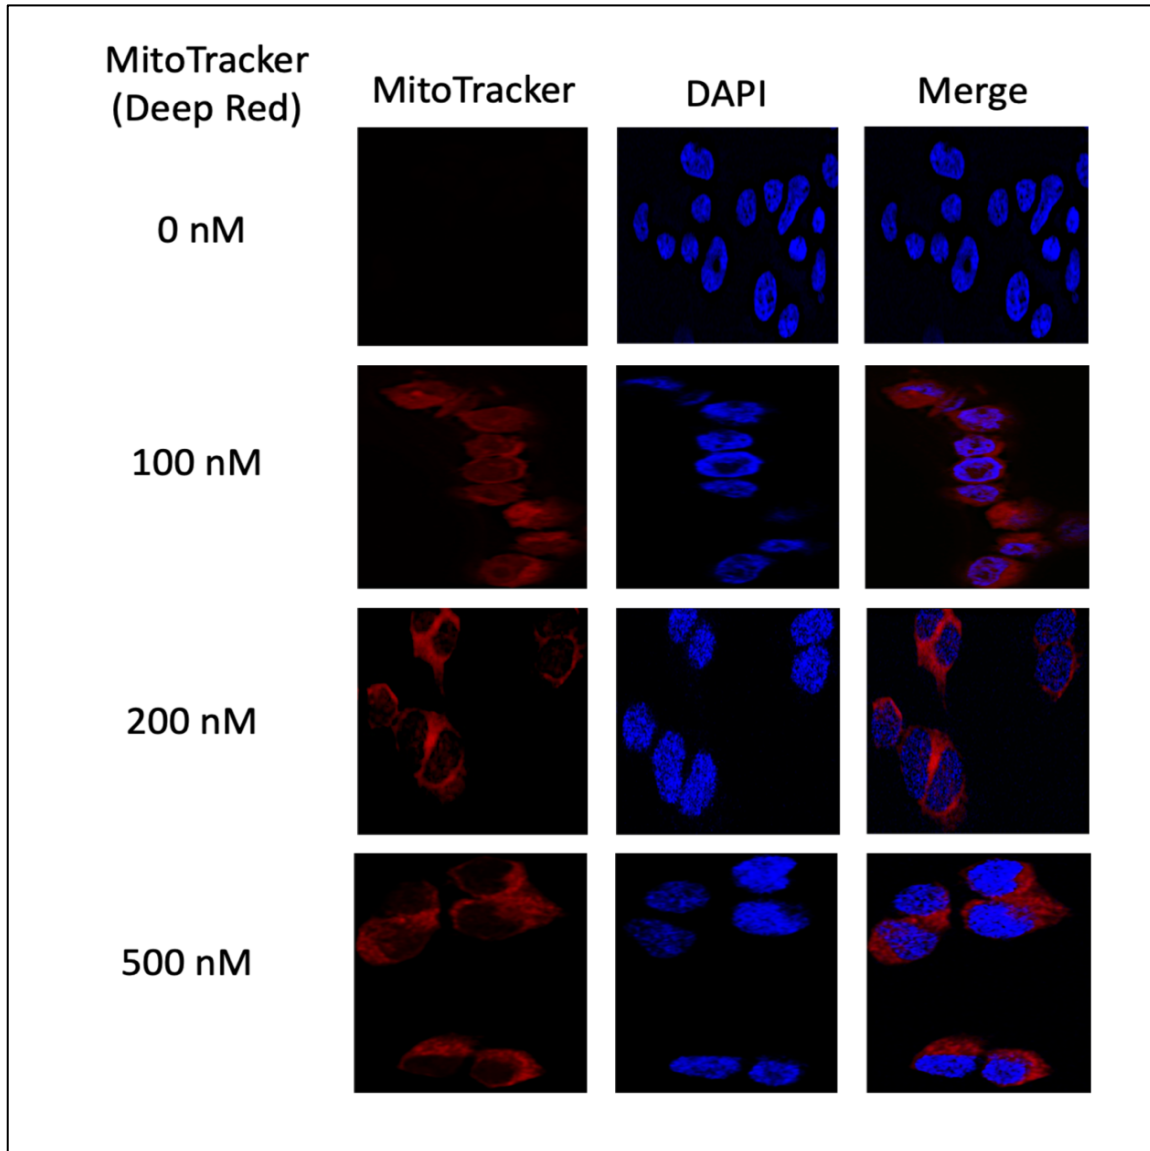 MitoTracker
(Deep Red)
MitoTracker
DAPI
Merge
0 nM
100 nM
200 nM
500 nM